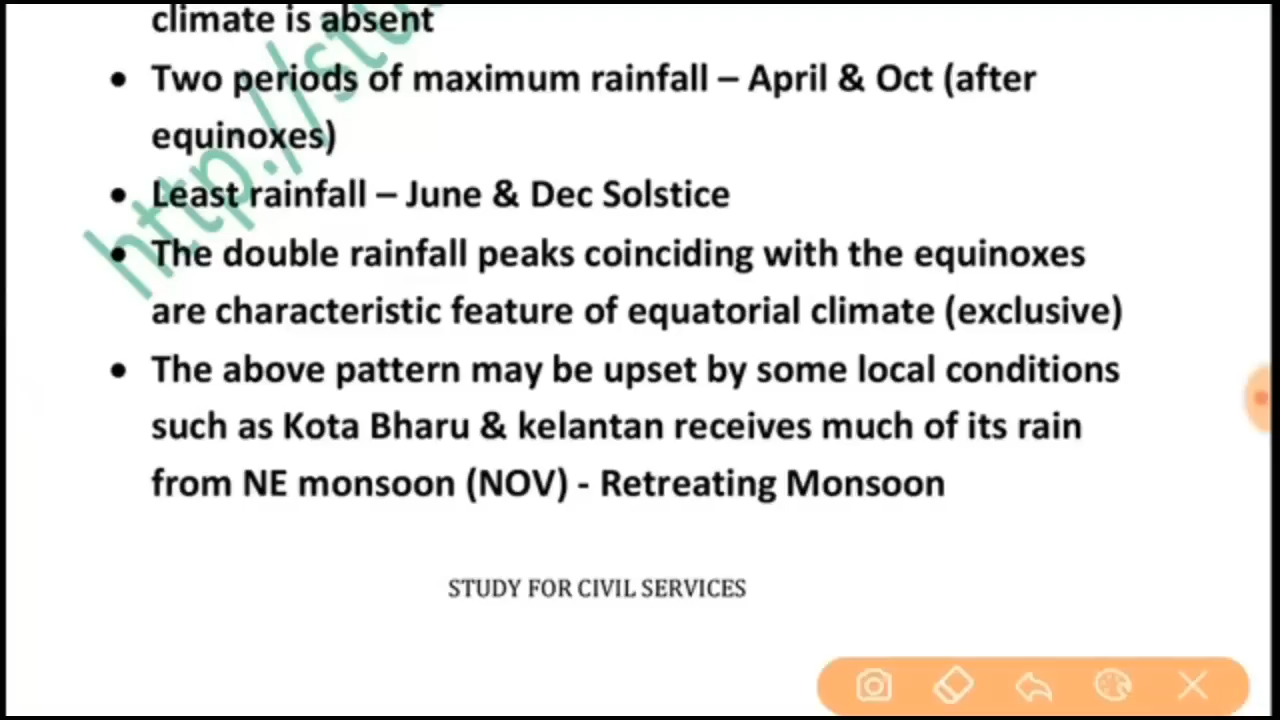 climate is absent
• Two periods of maximum rainfall – April & Oct (after
equinoxes)
• Least rainfall – June & Dec Solstice
• The double rainfall peaks coinciding with the equinoxes
are characteristic feature of equatorial climate (exclusive)
• The above pattern may be upset by some local conditions
such as Kota Bharu & kelantan receives much of its rain
from NE monsoon (NOV) - Retreating Monsoon
http://stu
STUDY FOR CIVIL SERVICES